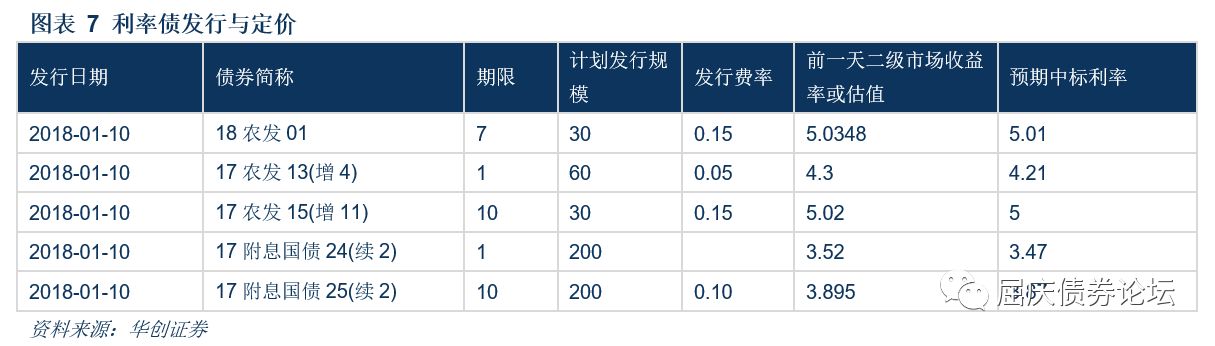 图表 7 利率债发行与定价
发行日期 债券简称 期限 计划发行规模 发行费率 前一天二级市场收益率或估值 预期中标利率
2018-01-10 18 农发 01 7 30 0.15 5.0348 5.01
2018-01-10 17 农发 13(增 4) 1 60 0.05 4.3 4.21
2018-01-10 17 农发 15(增 11) 10 30 0.15 5.02 5
2018-01-10 17 附息国债 24(续 2) 1 200 3.52 3.47
2018-01-10 17 附息国债 25(续 2) 10 200 0.10 3.895
屈庆债券论坛
资料来源：华创证券